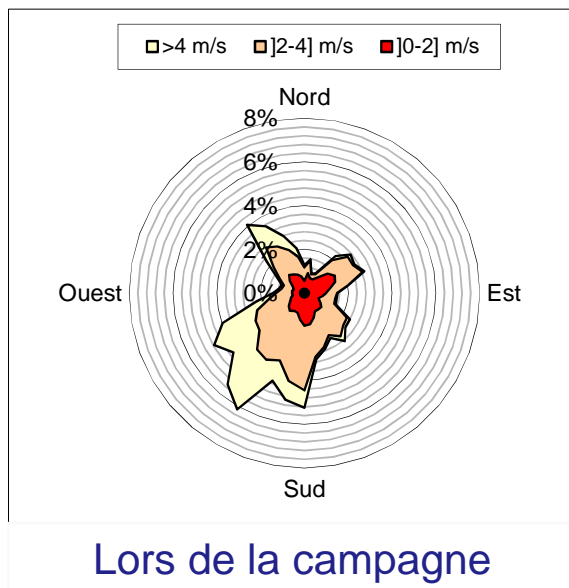 >4 m/s ]2-4] m/s ]0-2] m/s
Nord
8%
6%
4%
2%
Ouest 0% Est
Sud
Lors de la campagne